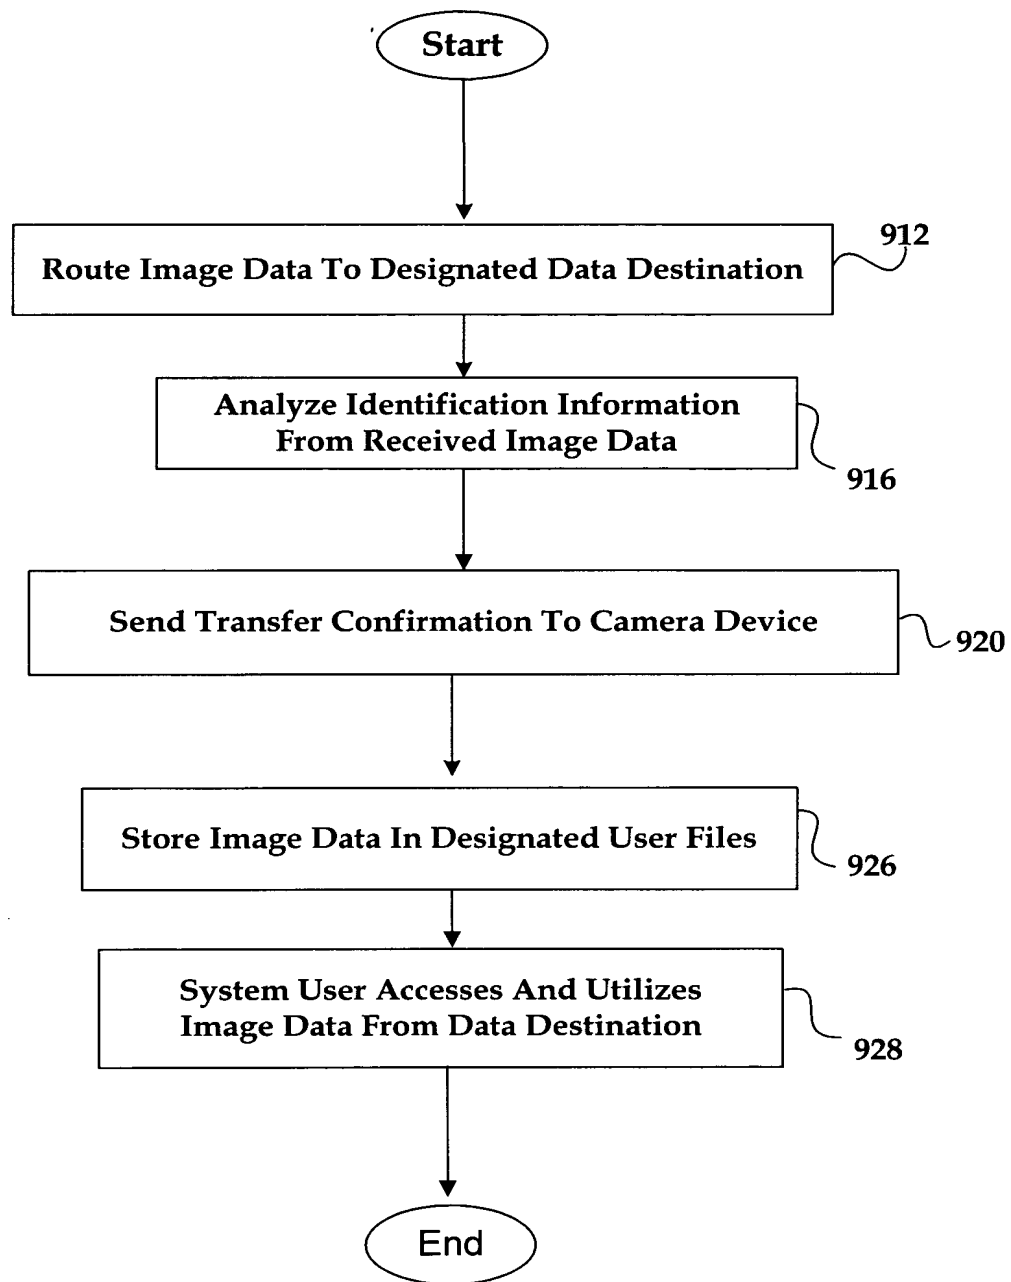 Start
912
Route Image Data To Designated Data Destination
Analyze Identification Information
From Received Image Data
916
Send Transfer Confirmation To Camera Device
920
Store Image Data In Designated User Files
926
System User Accesses And Utilizes
Image Data From Data Destination
928
End